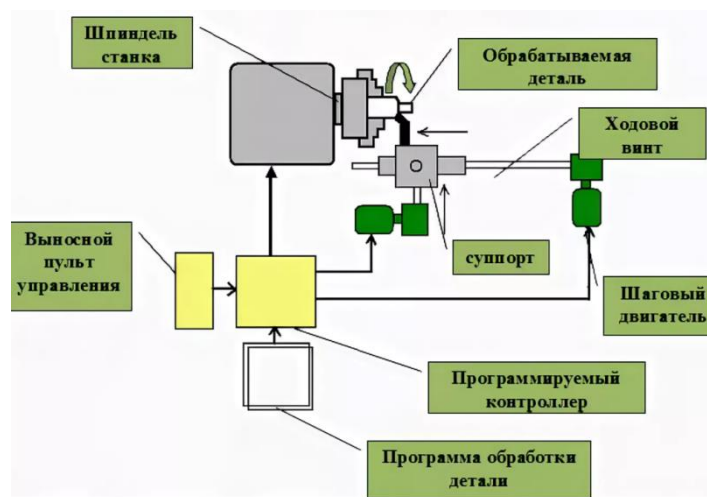 Шпиндель
станка
Обрабатываемая
деталь
Ходовой
винт
Выносной
пульт
управления
суппорт
Шаговый
двигатель
Программируемый
контроллер
Программа обработки
детали